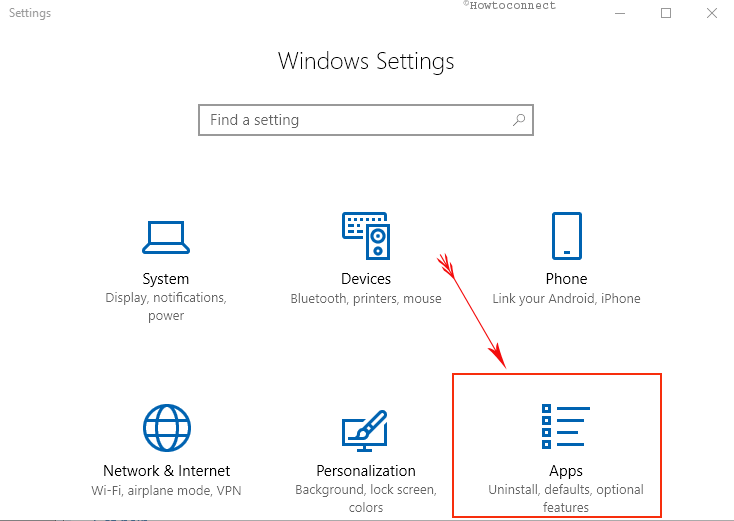 ©Howtoconnect
Settings
Windows Settings
Find a setting
System
Display, notifications,
power
Devices
Bluetooth, printers, mouse
Phone
Link your Android, iPhone
Network & Internet
Wi-Fi, airplane mode, VPN
Personalization
Background, lock screen,
colors
Apps
Uninstall, defaults, optional
features